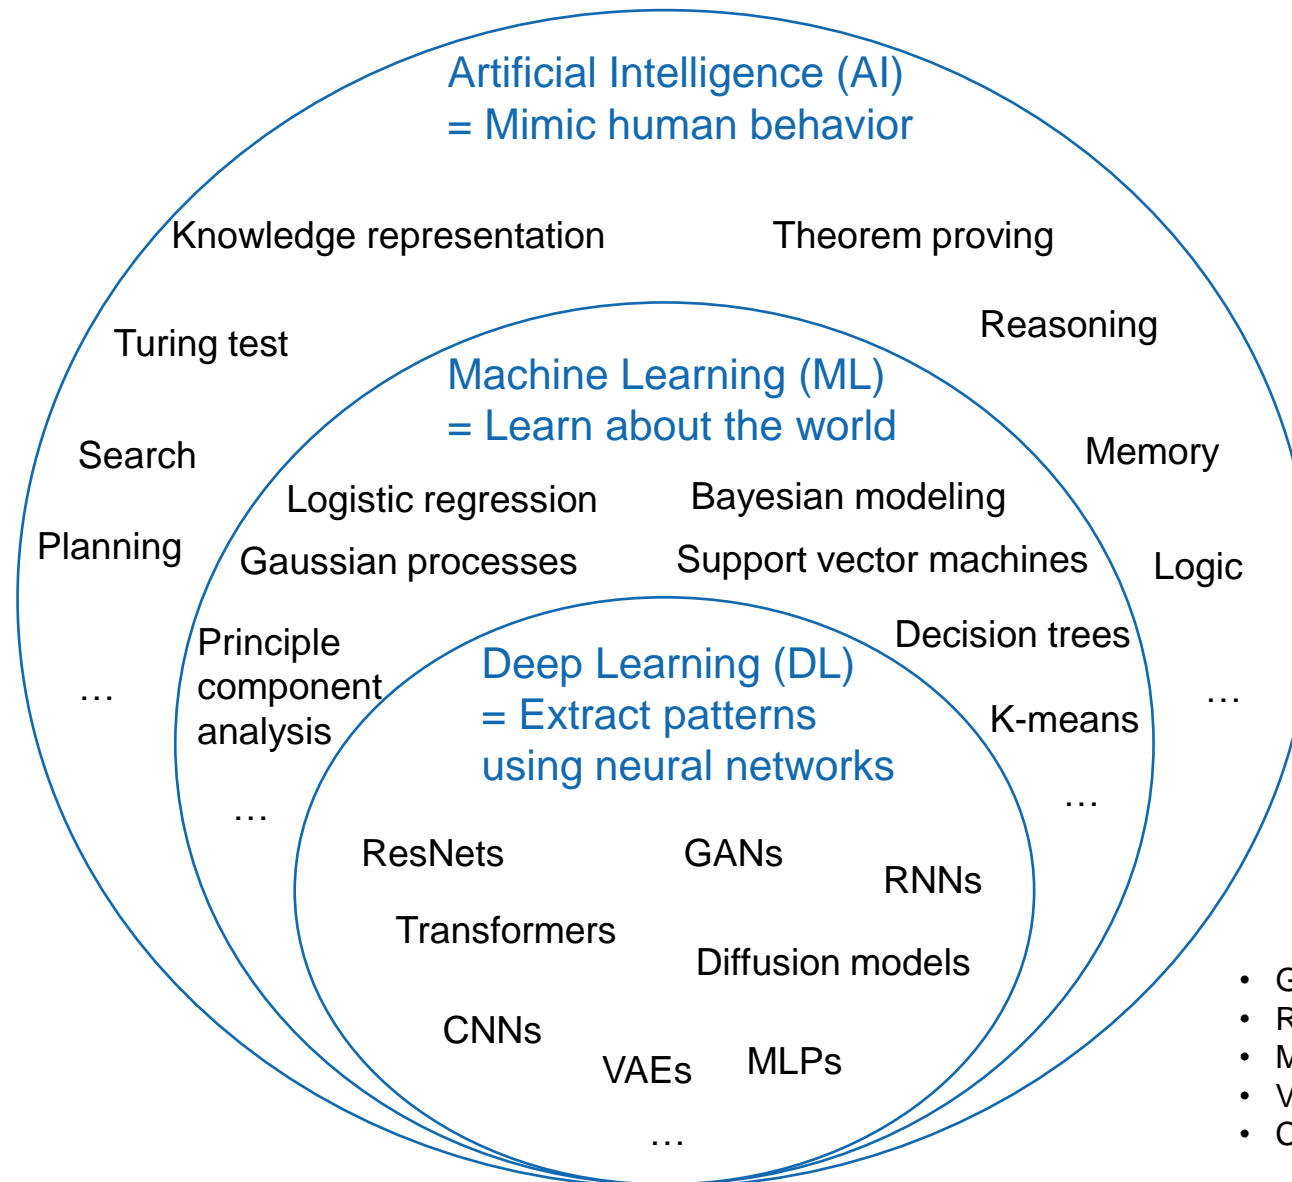 Artificial Intelligence (AI)
= Mimic human behavior
Knowledge representation
Theorem proving
Turing test
Reasoning
Machine Learning (ML)
= Learn about the world
Search
Memory
Logistic regression
Bayesian modeling
Planning
Gaussian processes
Support vector machines
Logic
Principle
component
analysis
Decision trees
Deep Learning (DL)
= Extract patterns
using neural networks
…
…
K-means
…
…
ResNets
GANs
RNNs
Transformers
Diffusion models
CNNs
VAEs
MLPs
…
• G
• R
• M
• V
• C